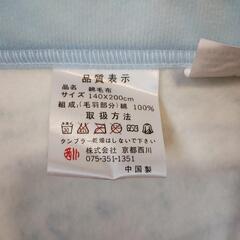 品質表示
品名 綿毛布
サイズ 140×200cm
組成(毛羽部分)綿 100%
取扱方法
タンブラー乾燥はしないで下さい
株式会社 京都西川
075-351-1351
中国製